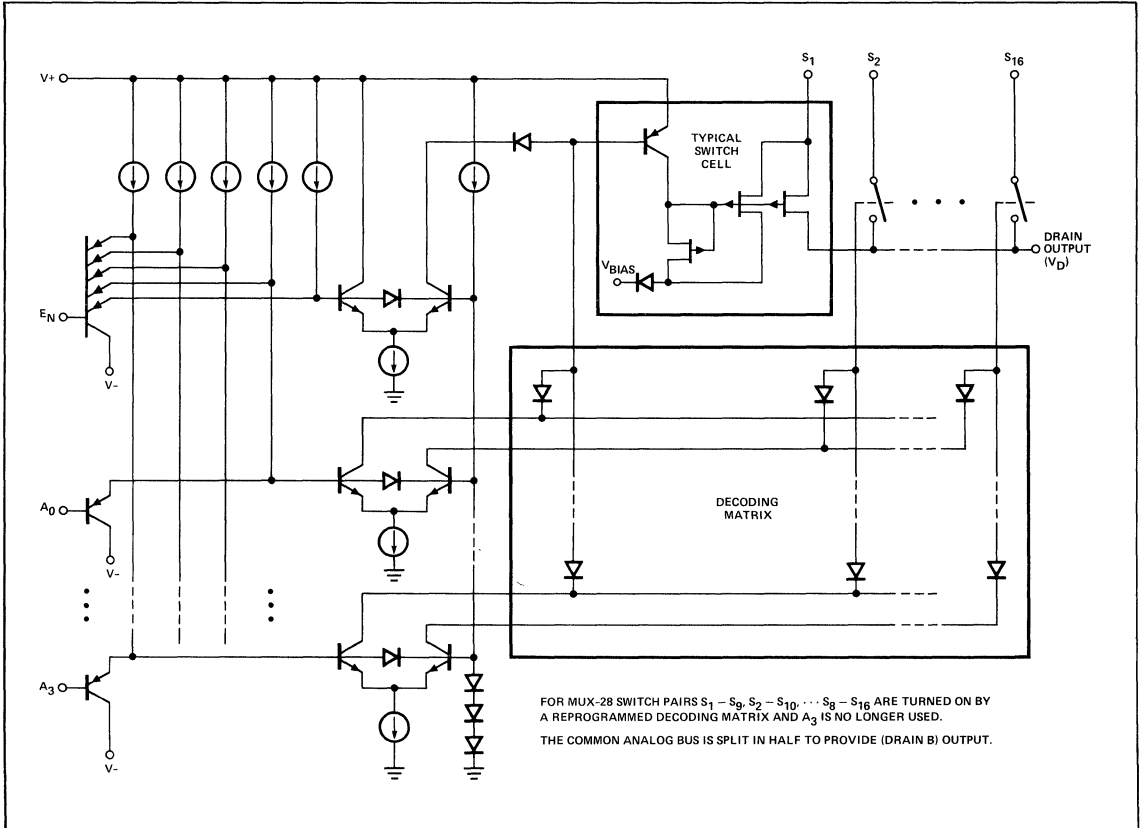 V+
S1
S2
S16
TYPICAL
SWITCH
CELL
DRAIN
OUTPUT
(VD)
VBIAS
EN
V–
DECODING
MATRIX
A0
V–
A3
V–
FOR MUX-28 SWITCH PAIRS S1 – S9, S2 – S10, ··· S8 – S16 ARE TURNED ON BY
A REPROGRAMMED DECODING MATRIX AND A3 IS NO LONGER USED.
THE COMMON ANALOG BUS IS SPLIT IN HALF TO PROVIDE (DRAIN B) OUTPUT.